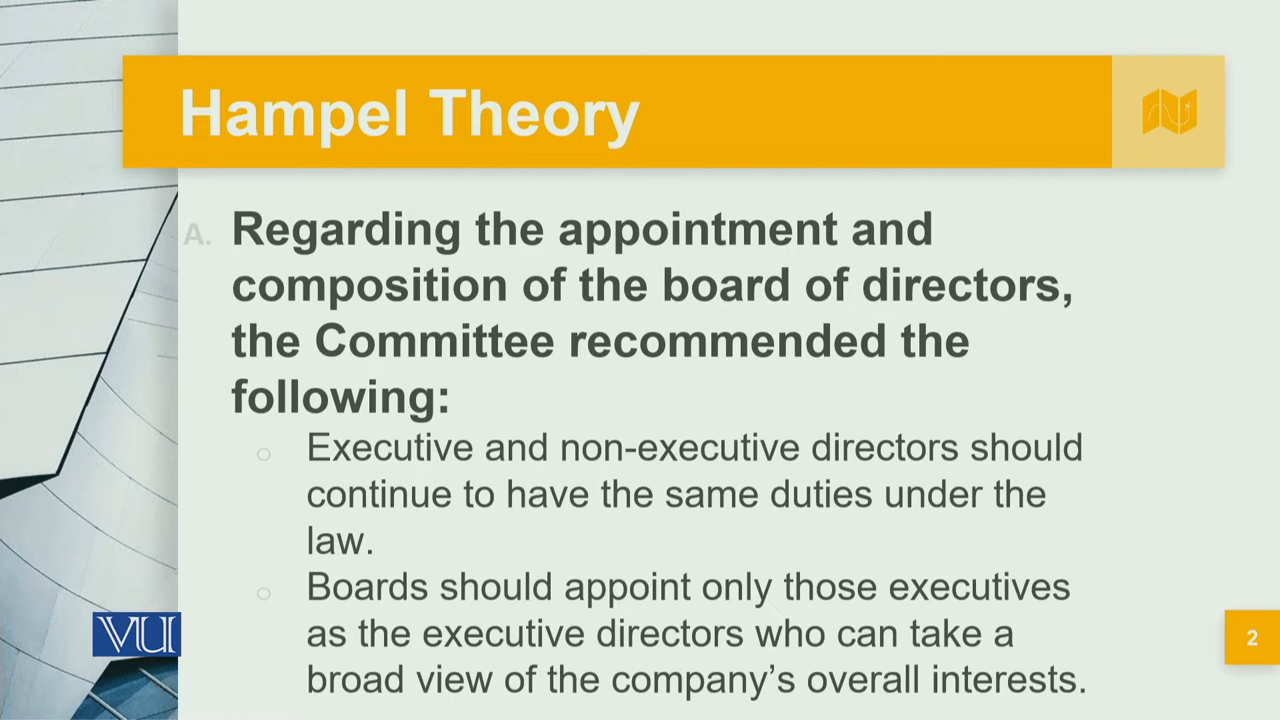 Hampel Theory
A. Regarding the appointment and
composition of the board of directors,
the Committee recommended the
following:
○ Executive and non-executive directors should
continue to have the same duties under the
law.
○ Boards should appoint only those executives
as the executive directors who can take a
broad view of the company's overall interests.
VU
2